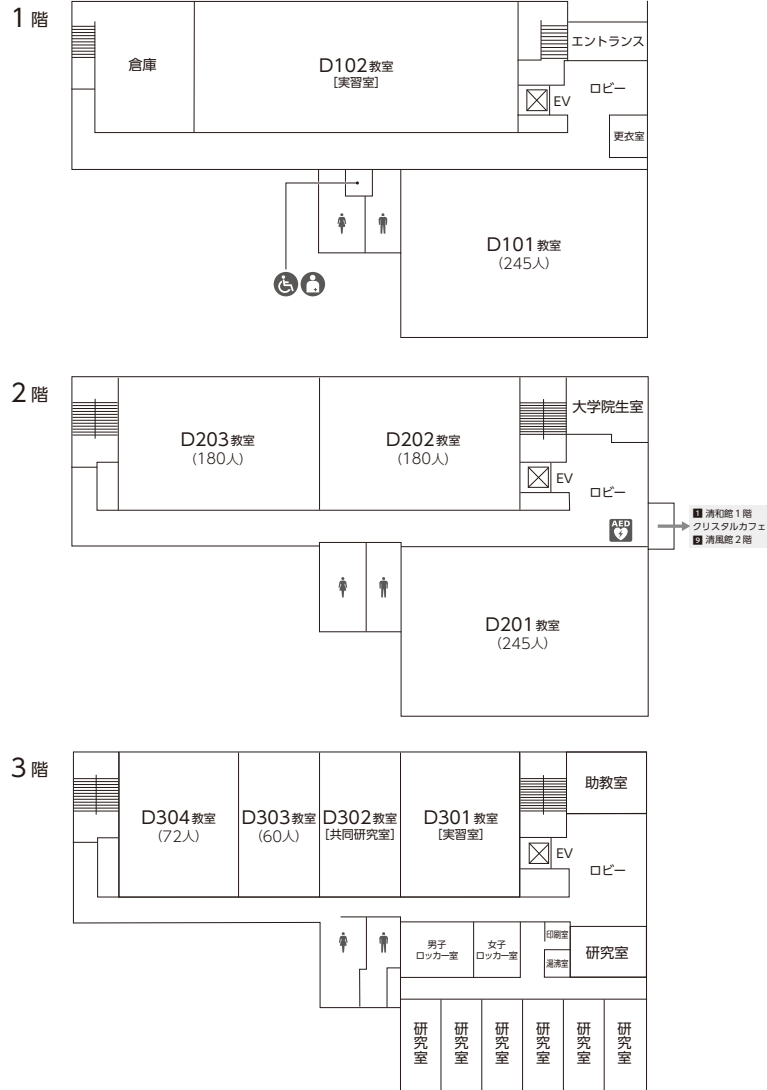 1階
倉庫
D102教室
[実習室]
エントランス
ロビー
EV
更衣室
D101教室
(245人)
2階
D203教室
(180人)
D202教室
(180人)
大学院生室
EV
ロビー
AED
1 清和館1階
クリスタルカフェ
9 清風館2階
D201教室
(245人)
3階
D304教室
(72人)
D303教室
(60人)
D302教室
[共同研究室]
D301教室
[実習室]
助教室
EV
ロビー
男子
ロッカー室
女子
ロッカー室
印刷室
湯沸室
研究室
研究室
研究室
研究室
研究室
研究室
研究室